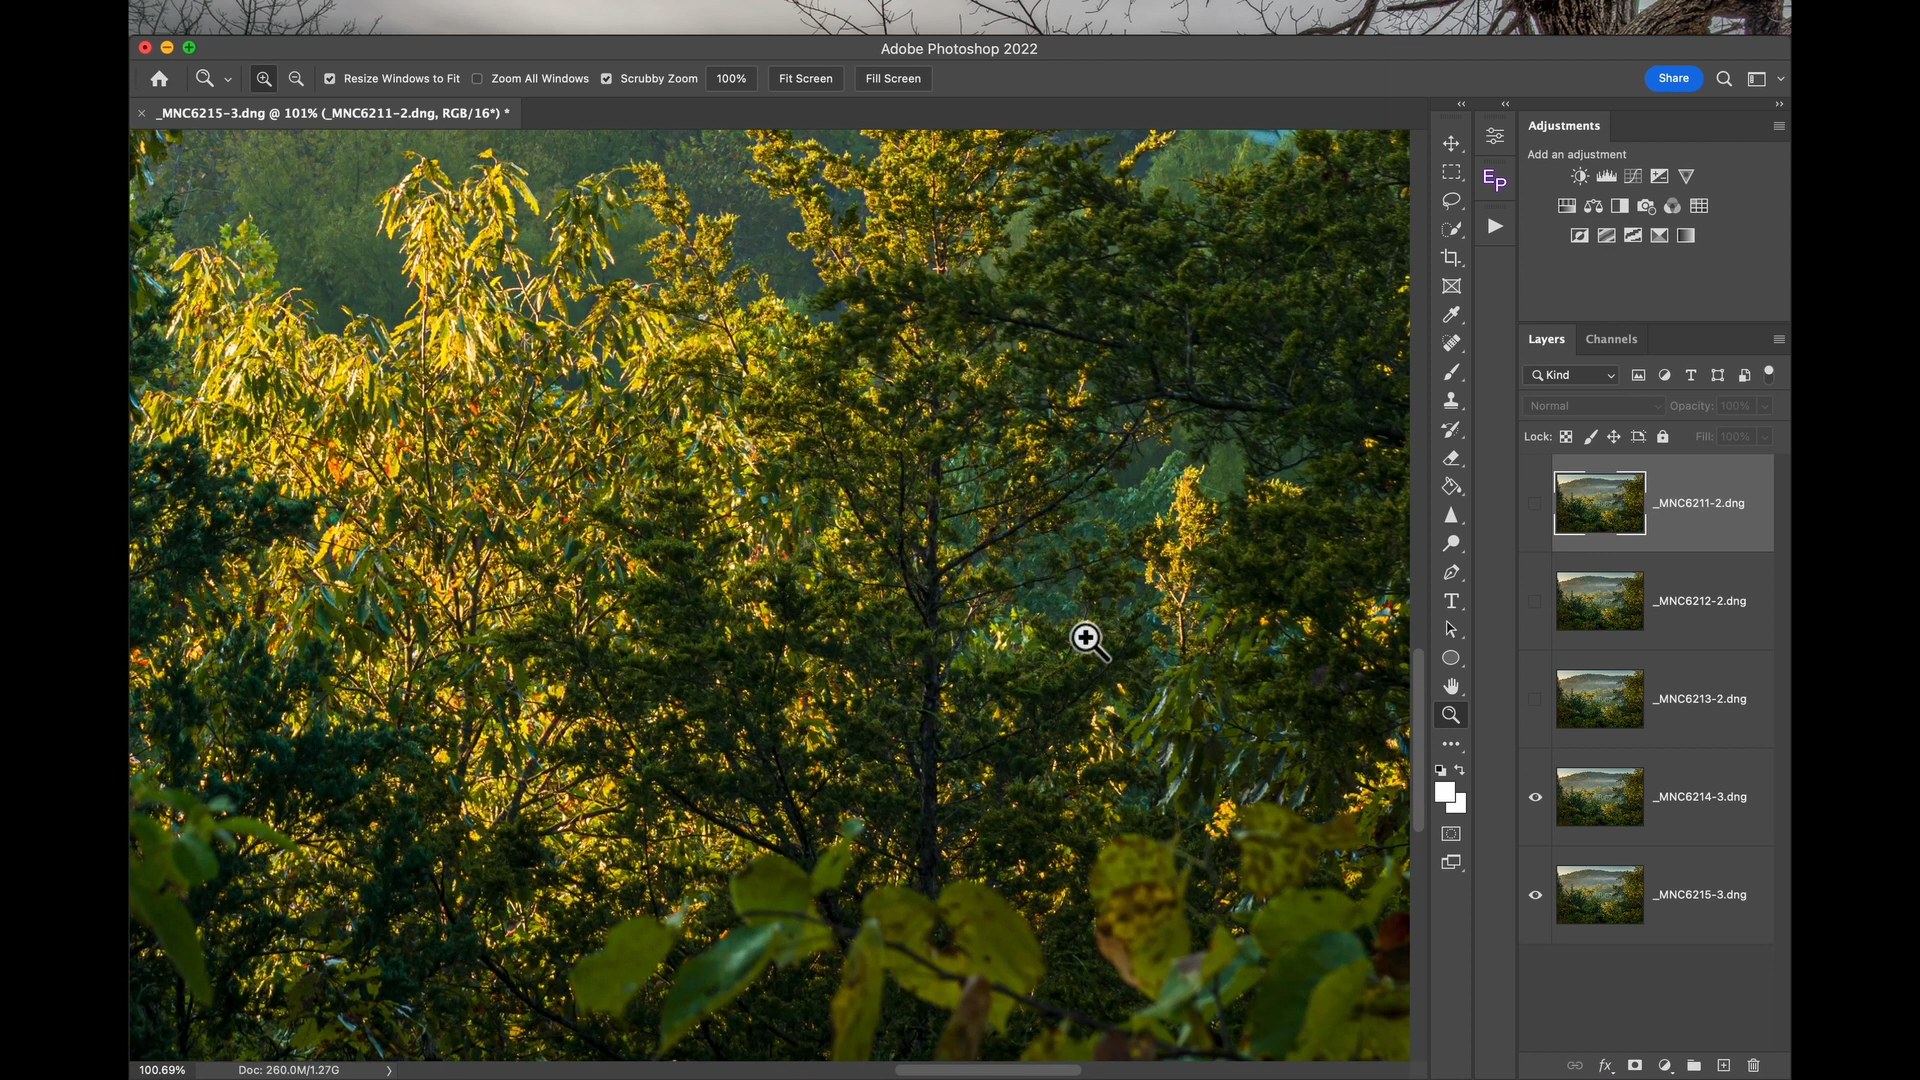 Adobe Photoshop 2022
Resize Windows to Fit Zoom All Windows Scrubby Zoom 100% Fit Screen Fill Screen Share
_MNC6215-3.dng @ 101% (_MNC6211-2.dng, RGB/16*) *
Adjustments
Add an adjustment
EP
Layers Channels
Kind
Normal Opacity: 100%
Lock: Fill: 100%
_MNC6211-2.dng
_MNC6212-2.dng
_MNC6213-2.dng
_MNC6214-3.dng
_MNC6215-3.dng
100.69% Doc: 260.0M/1.27G
fx